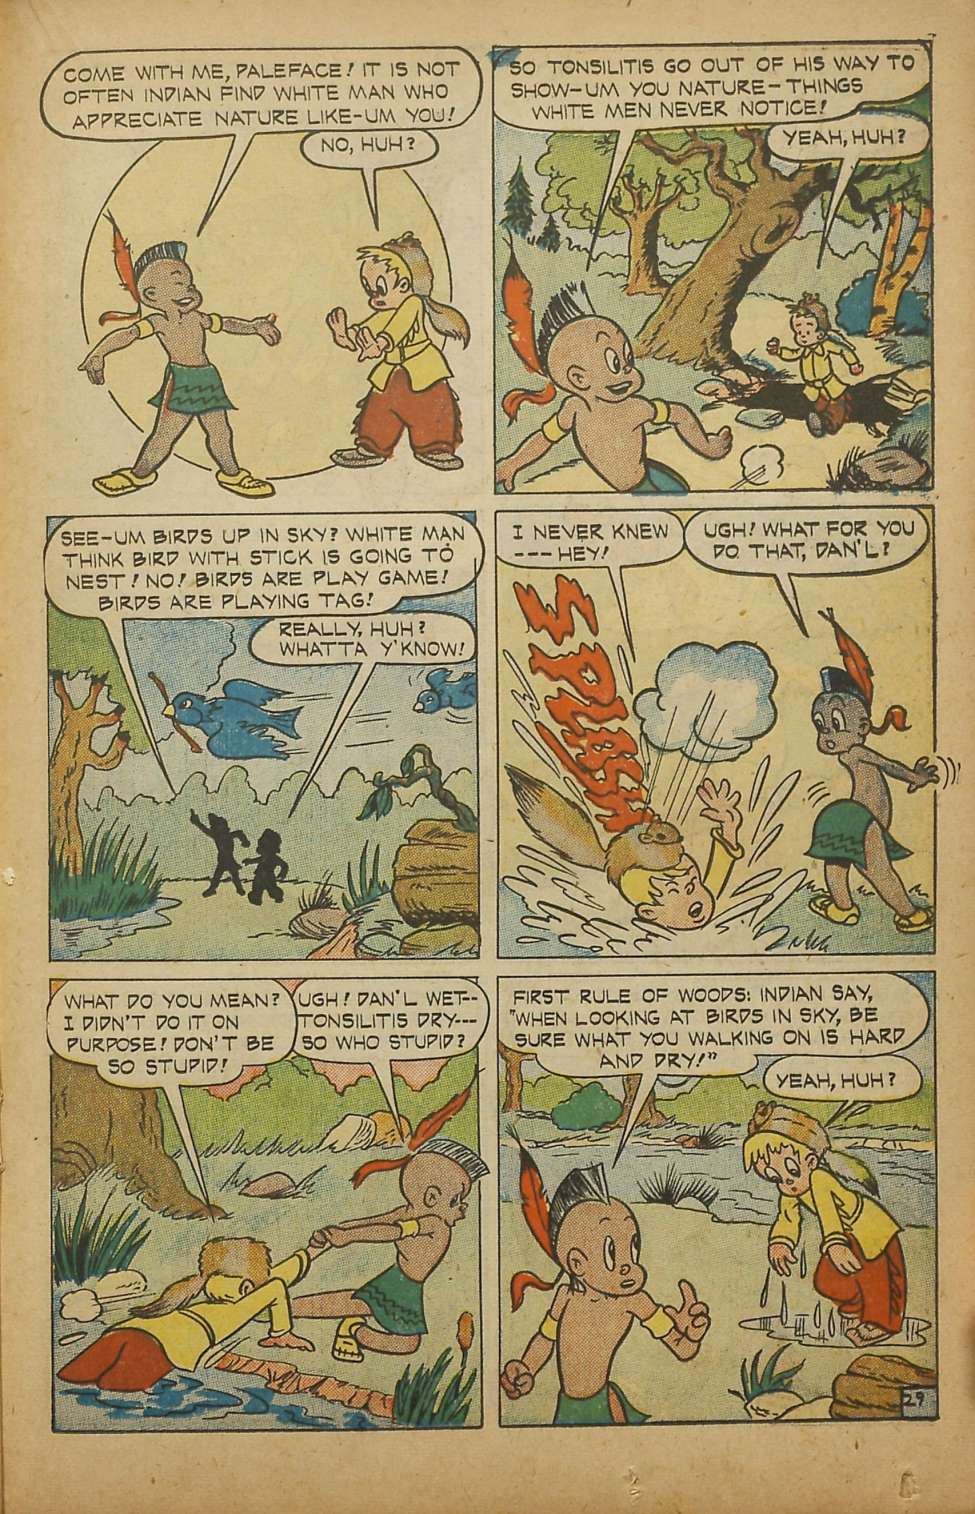 COME WITH ME, PALEFACE! IT IS NOT
OFTEN INDIAN FIND WHITE MAN WHO
APPRECIATE NATURE LIKE-UM YOU!
NO, HUH?
SO TONSILITIS GO OUT OF HIS WAY TO
SHOW-UM YOU NATURE - THINGS
WHITE MEN NEVER NOTICE!
YEAH, HUH?
SEE-UM BIRDS UP IN SKY? WHITE MAN
THINK BIRD WITH STICK IS GOING TO
NEST! NO! BIRDS ARE PLAY GAME!
BIRDS ARE PLAYING TAG!
REALLY, HUH?
WHATTA Y'KNOW!
I NEVER KNEW
--- HEY!
UGH! WHAT FOR YOU
DO THAT, DAN'L?
SPLASH
WHAT DO YOU MEAN?
I DIDN'T DO IT ON
PURPOSE! DON'T BE
SO STUPID!
UGH! DAN'L WET--
TONSILITIS DRY---
SO WHO STUPID?
FIRST RULE OF WOODS: INDIAN SAY,
"WHEN LOOKING AT BIRDS IN SKY, BE
SURE WHAT YOU WALKING ON IS HARD
AND DRY!"
YEAH, HUH?
29